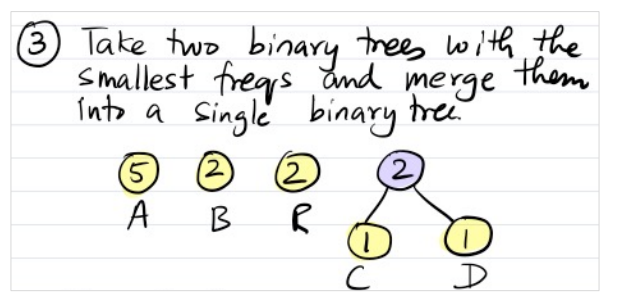 ③ Take two binary trees with the
smallest freqs and merge them
into a single binary tree.
5 2 2 2
A B R 1 1
C D